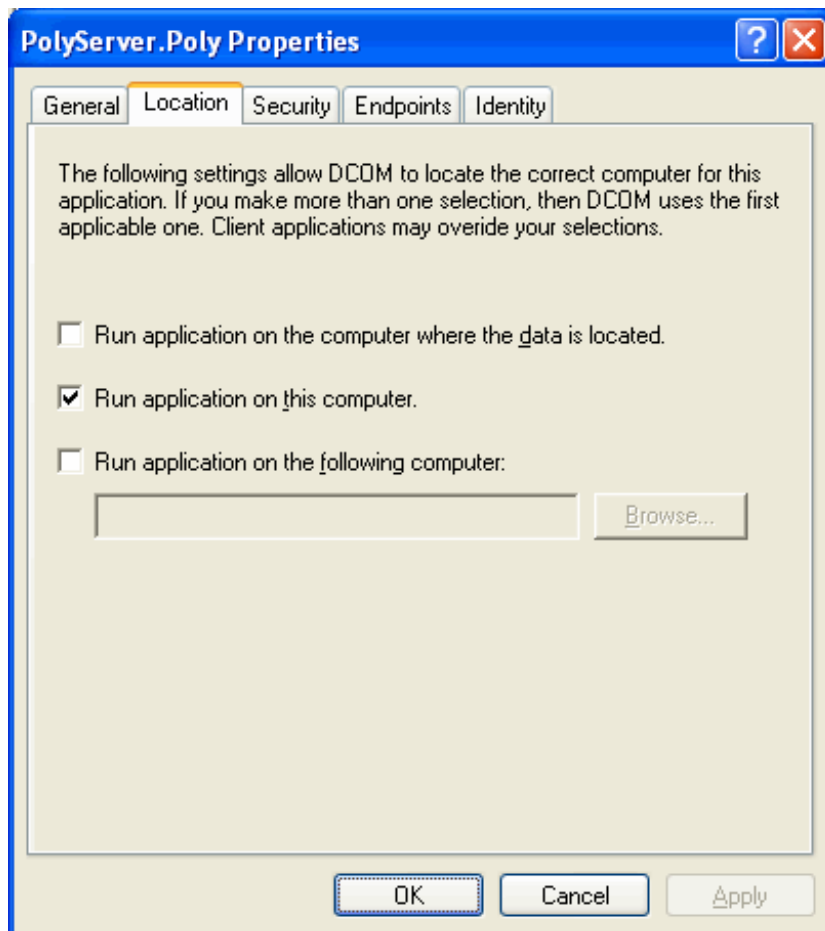 PolyServer.Poly Properties
General Location Security Endpoints Identity
The following settings allow DCOM to locate the correct computer for this
application. If you make more than one selection, then DCOM uses the first
applicable one. Client applications may overide your selections.
Run application on the computer where the data is located.
Run application on this computer.
Run application on the following computer:
Browse...
OK Cancel Apply